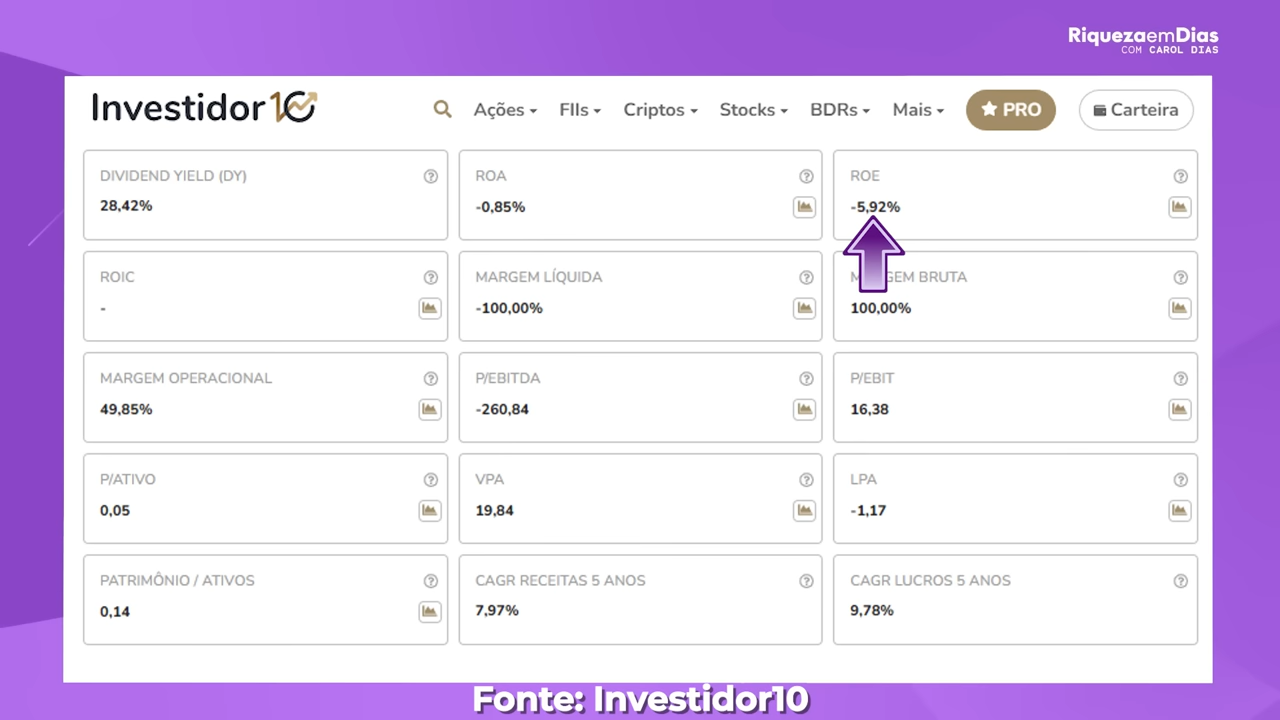 RiquezaemDias
COM CAROL DIAS
Investidor10
Ações
FIIs
Criptos
Stocks
BDRs
Mais
PRO
Carteira
DIVIDEND YIELD (DY)
28,42%
ROA
-0,85%
ROE
-5,92%
ROIC
-
MARGEM LÍQUIDA
-100,00%
BRUTA
100,00%
MARGEM OPERACIONAL
49,85%
P/EBITDA
-260,84
P/EBIT
16,38
P/ATIVO
0,05
VPA
19,84
LPA
-1,17
PATRIMÔNIO / ATIVOS
0,14
CAGR RECEITAS 5 ANOS
7,97%
CAGR LUCROS 5 ANOS
9,78%
Fonte: Investidor10